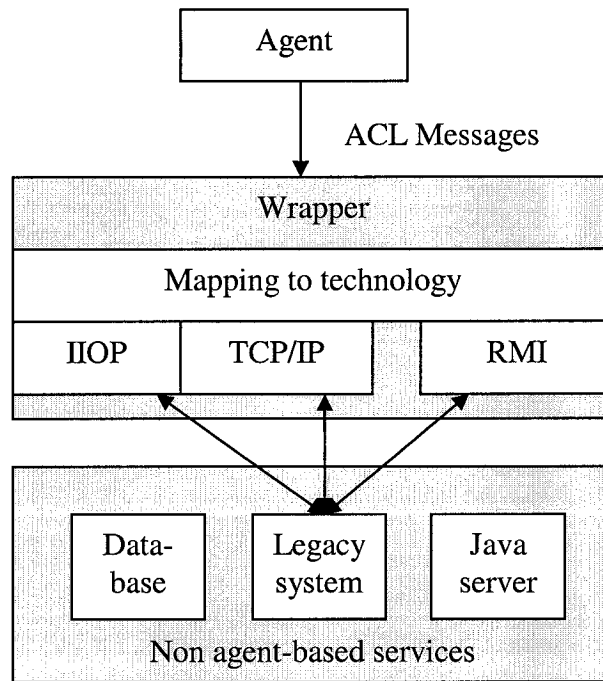 Agent
ACL Messages
Wrapper
Mapping to technology
IIOP TCP/IP RMI
Data- Legacy Java
base system server
Non agent-based services